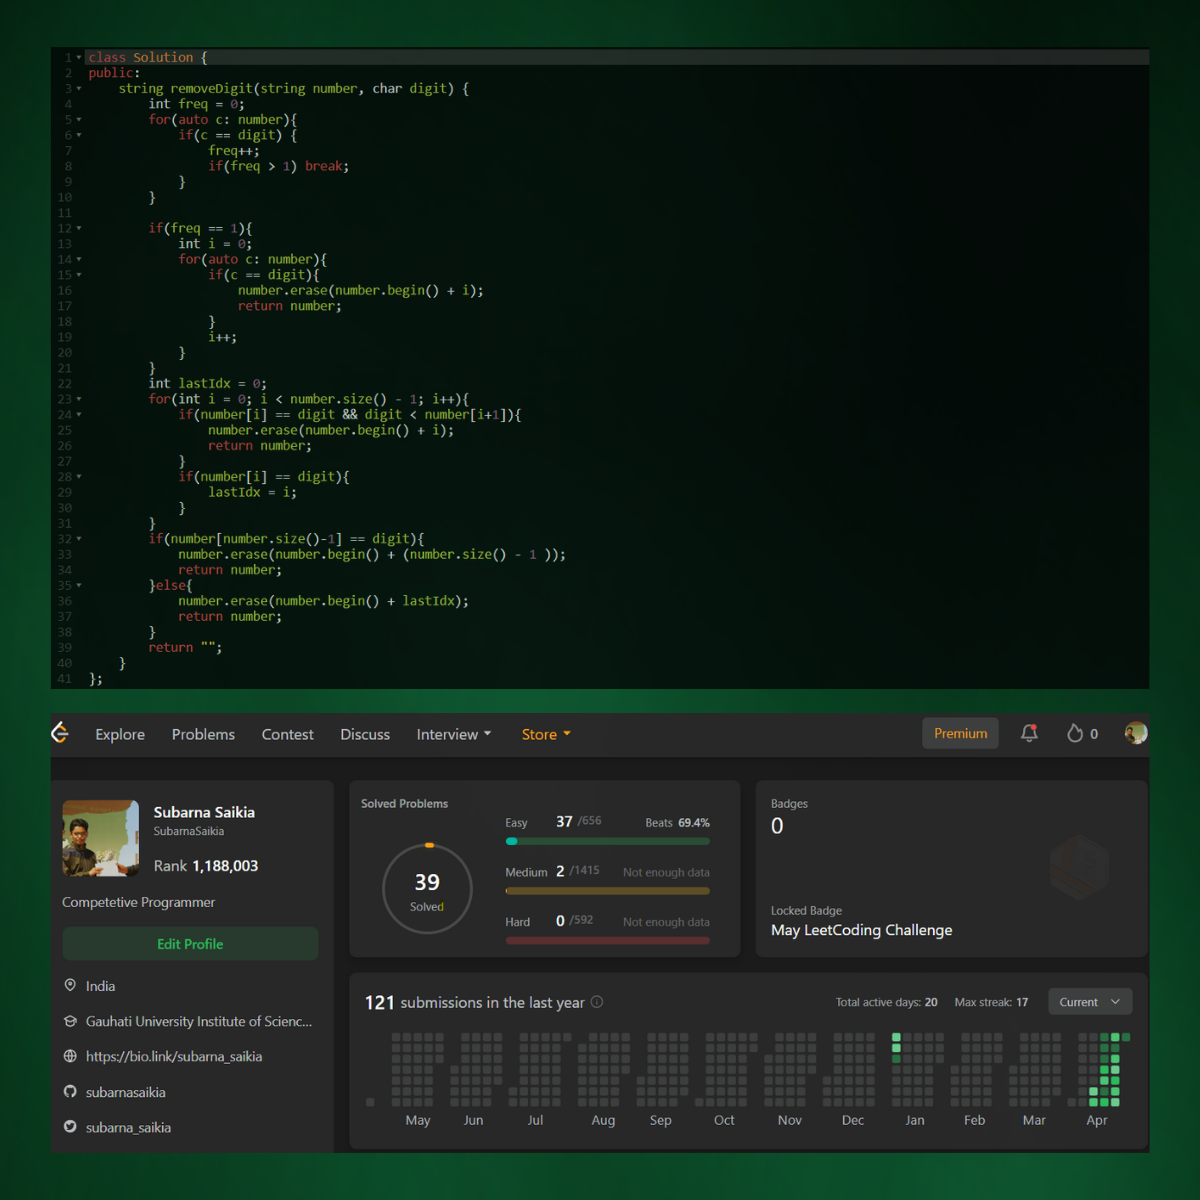 1 class Solution {
2 public:
3 string removeDigit(string number, char digit) {
4 int freq = 0;
5 for(auto c: number){
6 if(c == digit) {
7 freq++;
8 if(freq > 1) break;
9 }
10 }
11
12 if(freq == 1){
13 int i = 0;
14 for(auto c: number){
15 if(c == digit){
16 number.erase(number.begin() + i);
17 return number;
18 }
19 i++;
20 }
21 }
22 int lastIdx = 0;
23 for(int i = 0; i < number.size() - 1; i++){
24 if(number[i] == digit && digit < number[i+1]){
25 number.erase(number.begin() + i);
26 return number;
27 }
28 if(number[i] == digit){
29 lastIdx = i;
30 }
31 }
32 if(number[number.size()-1] == digit){
33 number.erase(number.begin() + (number.size() - 1 ));
34 return number;
35 }else{
36 number.erase(number.begin() + lastIdx);
37 return number;
38 }
39 return "";
40 }
41 };
Explore Problems Contest Discuss Interview Store Premium 0
Subarna Saikia
SubarnaSaikia
Rank 1,188,003
Competetive Programmer
Edit Profile
India
Gauhati University Institute of Scienc...
https://bio.link/subarna_saikia
subarnasaikia
subarna_saikia
Solved Problems
39
Solved
Easy 37 /656 Beats 69.4%
Medium 2 /1415 Not enough data
Hard 0 /592 Not enough data
Badges
0
Locked Badge
May LeetCoding Challenge
121 submissions in the last year Total active days: 20 Max streak: 17 Current
May Jun Jul Aug Sep Oct Nov Dec Jan Feb Mar Apr